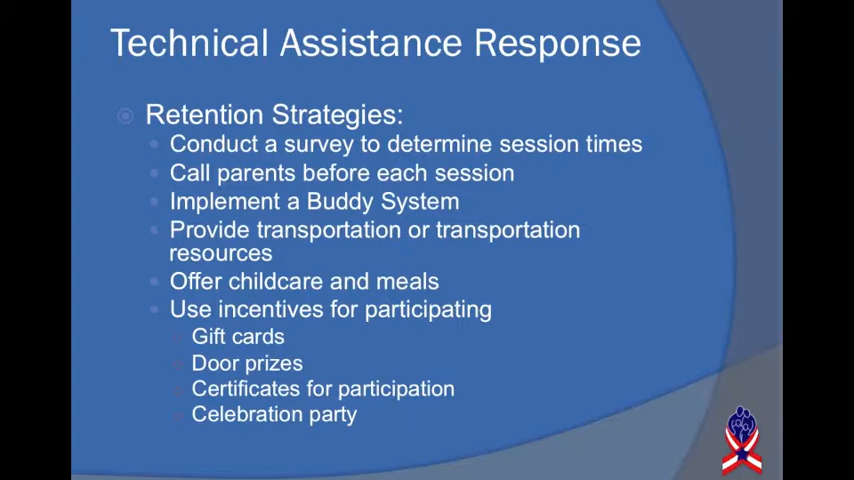 Technical Assistance Response
Retention Strategies:
Conduct a survey to determine session times
Call parents before each session
Implement a Buddy System
Provide transportation or transportation
resources
Offer childcare and meals
Use incentives for participating
Gift cards
Door prizes
Certificates for participation
Celebration party